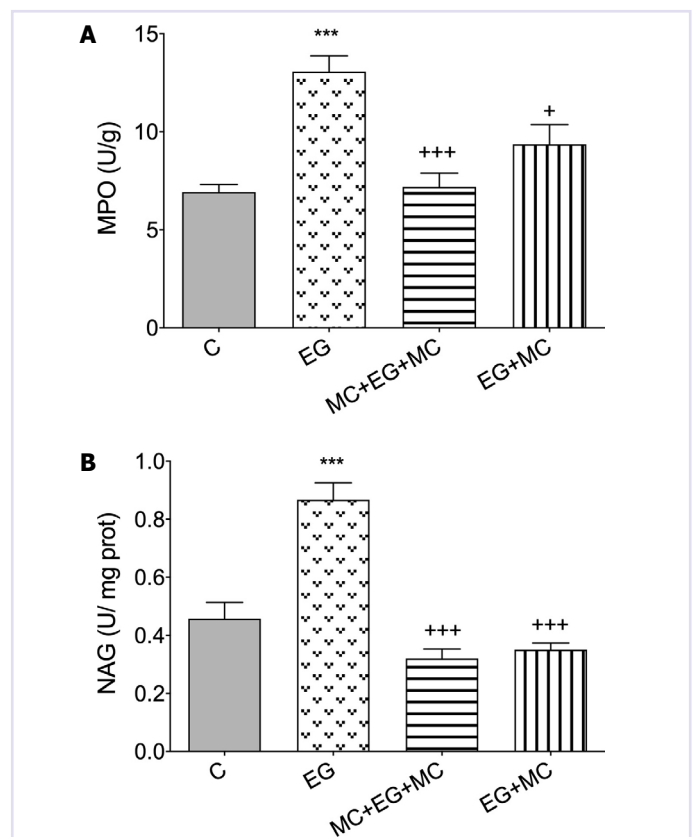 A
MPO (U/g)
15
10
5
0
***
+++
+
C
EG
MC+EG+MC
EG+MC
B
NAG (U/ mg prot)
1.0
0.8
0.6
0.4
0.2
0.0
***
+++
+++
C
EG
MC+EG+MC
EG+MC